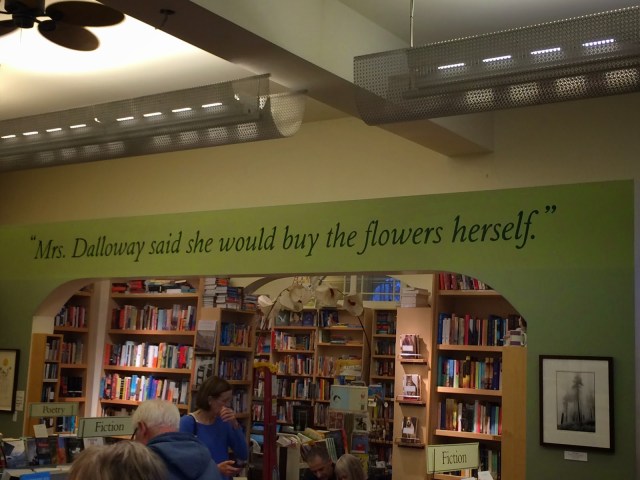 “Mrs. Dalloway said she would buy the flowers herself.”
Poetry
Fiction
Fiction